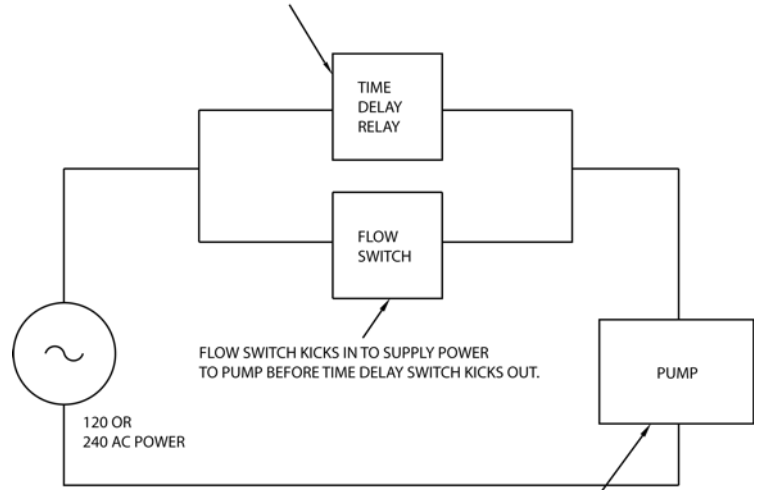 TIME
DELAY
RELAY
FLOW
SWITCH
FLOW SWITCH KICKS IN TO SUPPLY POWER
TO PUMP BEFORE TIME DELAY SWITCH KICKS OUT.
PUMP
120 OR
240 AC POWER